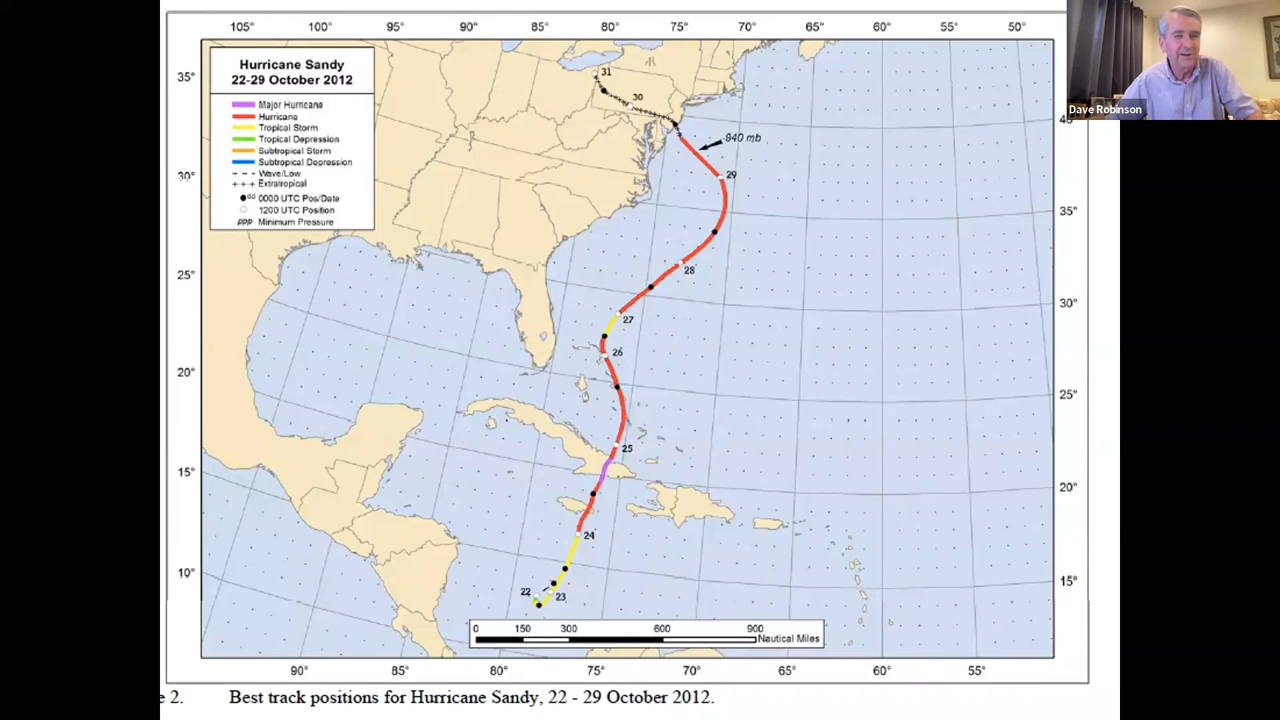 105° 100° 95° 90° 85° 80° 75° 70° 65° 60° 55° 50°
Dave Robinson
Hurricane Sandy
22-29 October 2012
Major Hurricane
Hurricane
Tropical Storm
Tropical Depression
Subtropical Storm
Subtropical Depression
Wave/Low
Extratropical
dd 0000 UTC Pos/Date
1200 UTC Position
PPP Minimum Pressure
35°
30°
25°
20°
15°
10°
31
30
940 mb
29
28
27
26
25
24
23
22
35°
30°
25°
20°
15°
0 150 300 600 900
Nautical Miles
90° 85° 80° 75° 70° 65° 60° 55°
e 2. Best track positions for Hurricane Sandy, 22 - 29 October 2012.